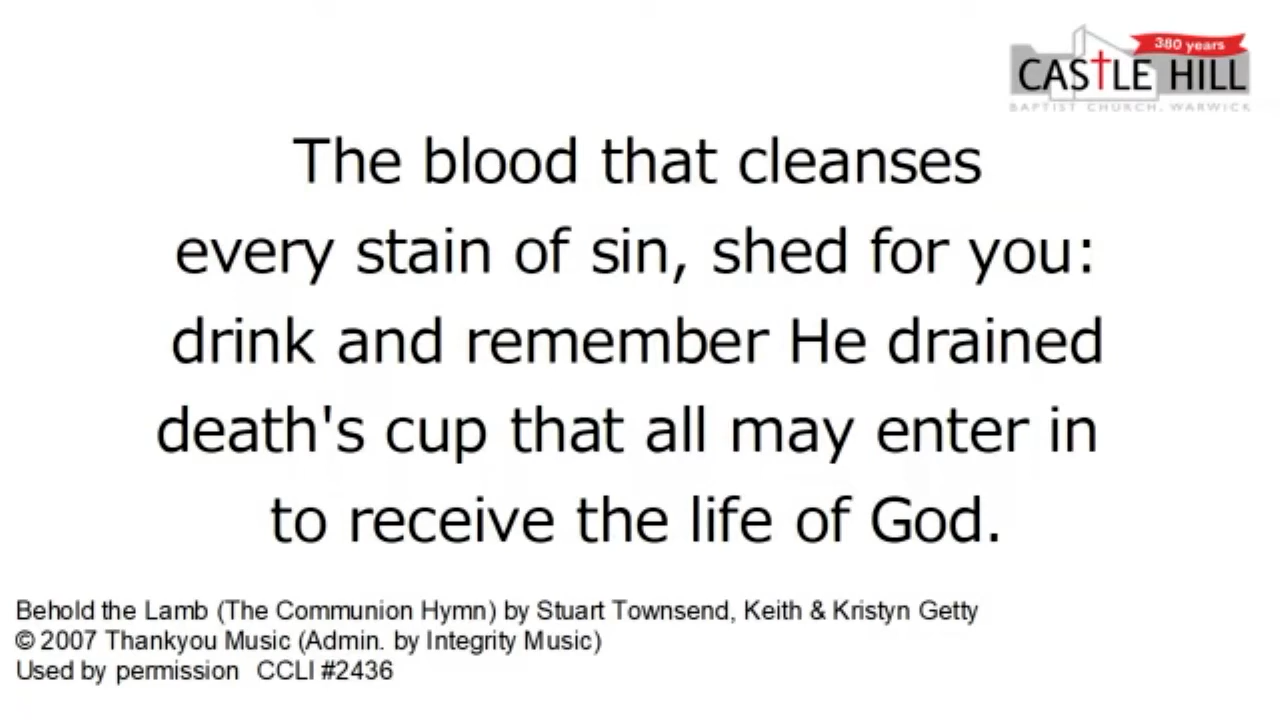 380 years
CASTLE HILL
BAPTIST CHURCH, WARWICK
The blood that cleanses
every stain of sin, shed for you:
drink and remember He drained
death's cup that all may enter in
to receive the life of God.
Behold the Lamb (The Communion Hymn) by Stuart Townsend, Keith & Kristyn Getty
© 2007 Thankyou Music (Admin. by Integrity Music)
Used by permission CCLI #2436